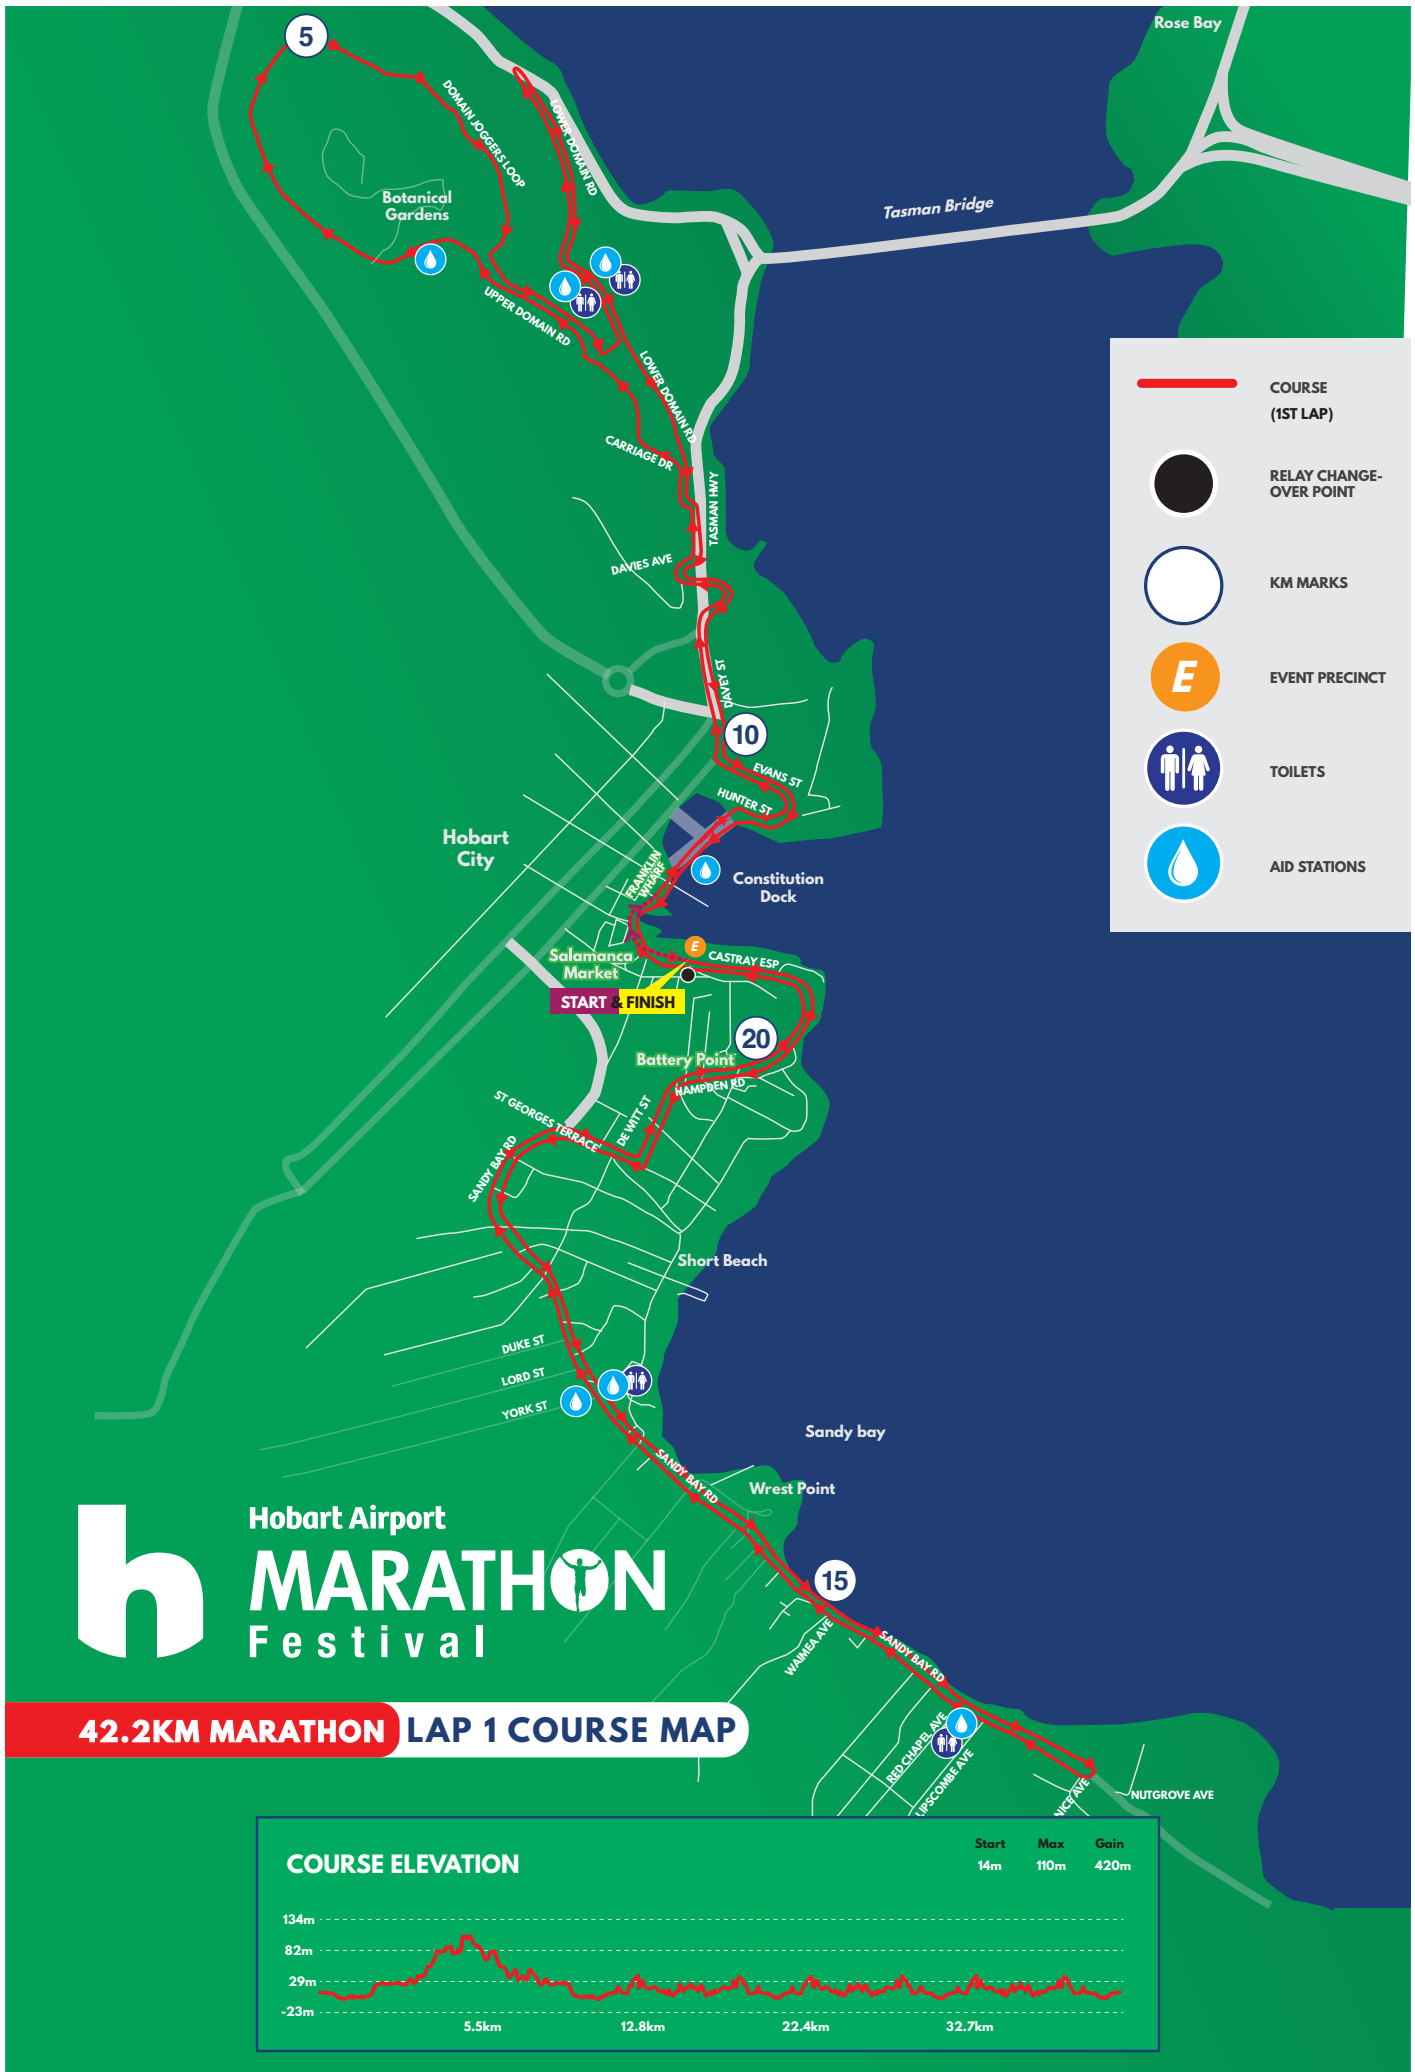 Rose Bay
5
LOWER DOMAIN RD
DOMAIN JOGGERS LOOP
Botanical
Gardens
Tasman Bridge
UPPER DOMAIN RD
LOWER DOMAIN RD
CARRIAGE DR
TASMAN HWY
DAVIES AVE
DAVEY ST
10
EVANS ST
HUNTER ST
Hobart
City
FRANKLIN
WHARF
Constitution
Dock
E
CASTRAY ESP
Salamanca
Market
START & FINISH
20
Battery Point
HAMPDEN RD
ST GEORGES TERRACE
DE WITT ST
SANDY BAY RD
Short Beach
DUKE ST
LORD ST
YORK ST
Sandy bay
SANDY BAY RD
Wrest Point
15
WAIMEA AVE
SANDY BAY RD
RED CHAPEL AVE
LIPSCOMBE AVE
NICE AVE
NUTGROVE AVE
COURSE
(1ST LAP)
RELAY CHANGE-
OVER POINT
KM MARKS
E
EVENT PRECINCT
TOILETS
AID STATIONS
h
Hobart Airport
MARATHON
Festival
42.2KM MARATHON LAP 1 COURSE MAP
COURSE ELEVATION
Start Max Gain
14m 110m 420m
134m
82m
29m
-23m
5.5km 12.8km 22.4km 32.7km